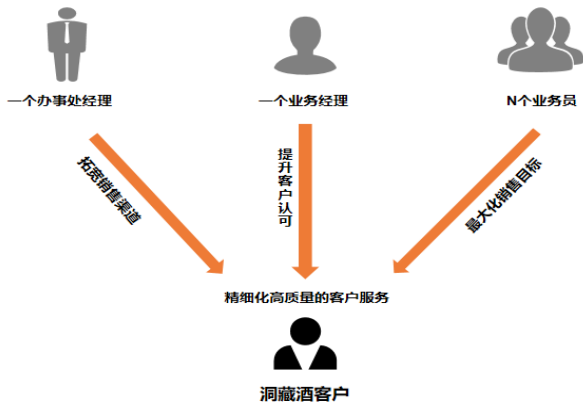 一个办事处经理
一个业务经理
N个业务员
拓宽销售渠道
提升客户认可
最大化销售目标
精细化高质量的客户服务
洞藏酒客户